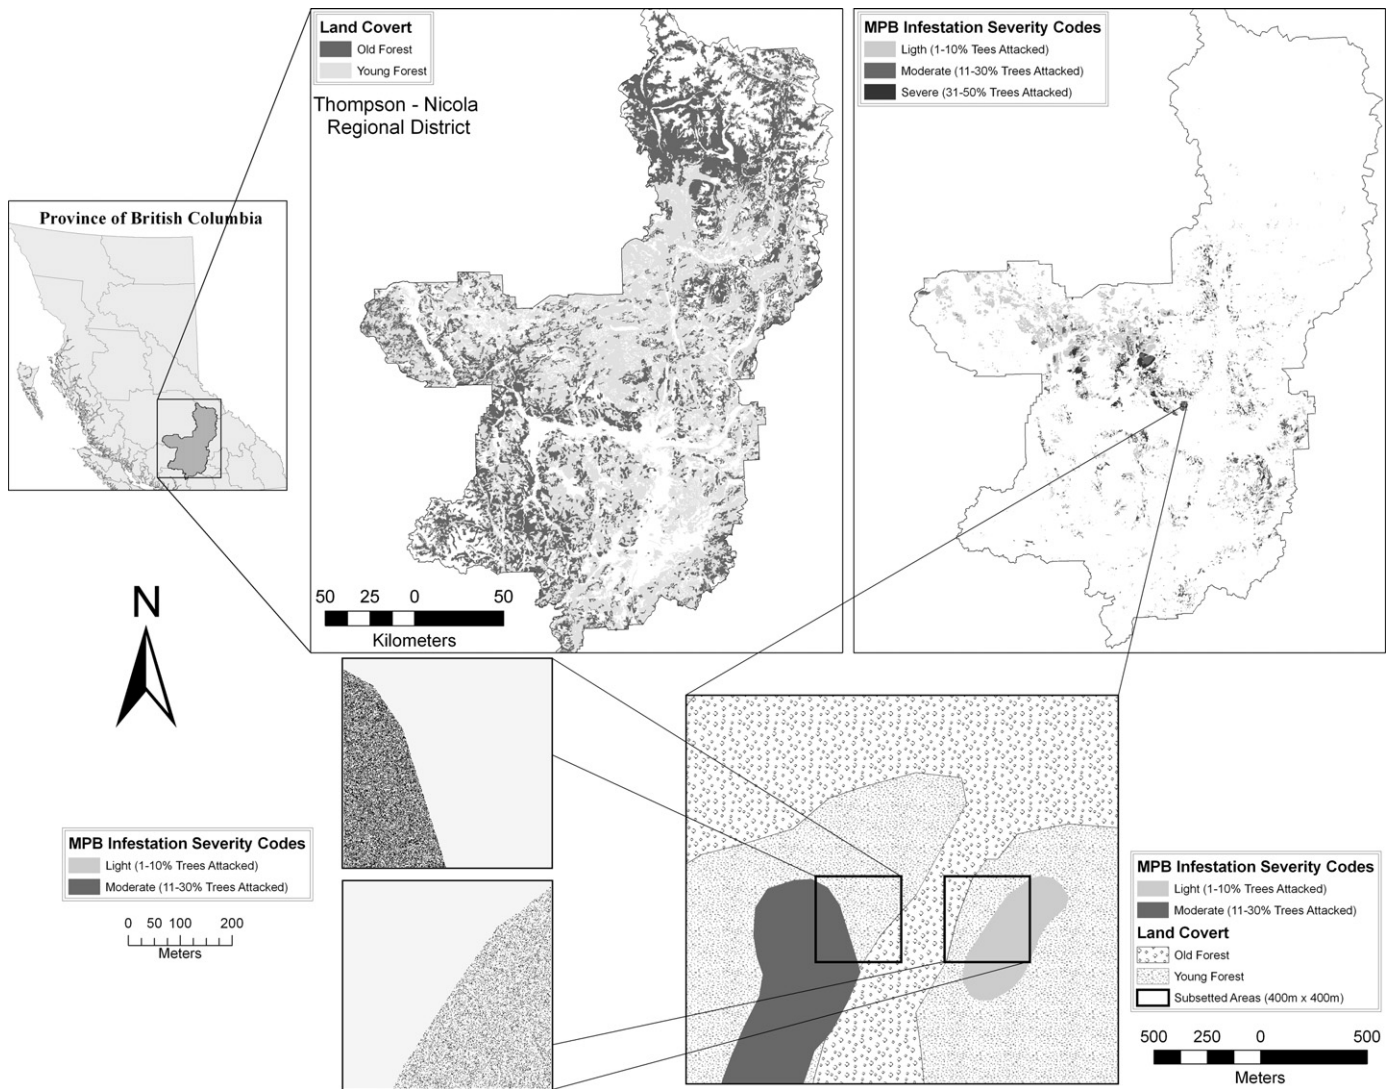 Land Covert
Old Forest
Young Forest
Thompson - Nicola
Regional District
50 25 0 50
Kilometers
MPB Infestation Severity Codes
Ligth (1-10% Tees Attacked)
Moderate (11-30% Trees Attacked)
Severe (31-50% Trees Attacked)
Province of British Columbia
N
MPB Infestation Severity Codes
Light (1-10% Trees Attacked)
Moderate (11-30% Trees Attacked)
0 50 100 200
Meters
MPB Infestation Severity Codes
Light (1-10% Trees Attacked)
Moderate (11-30% Trees Attacked)
Land Covert
Old Forest
Young Forest
Subsetted Areas (400m x 400m)
500 250 0 500
Meters